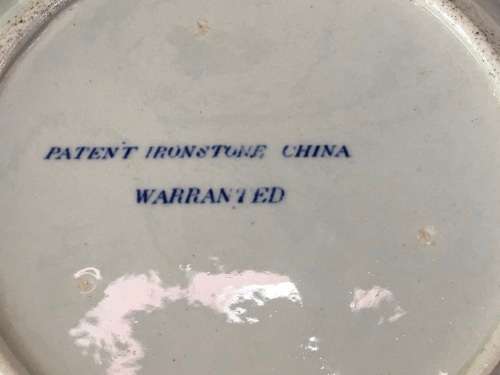 PATENT IRONSTONE CHINA
WARRANTED